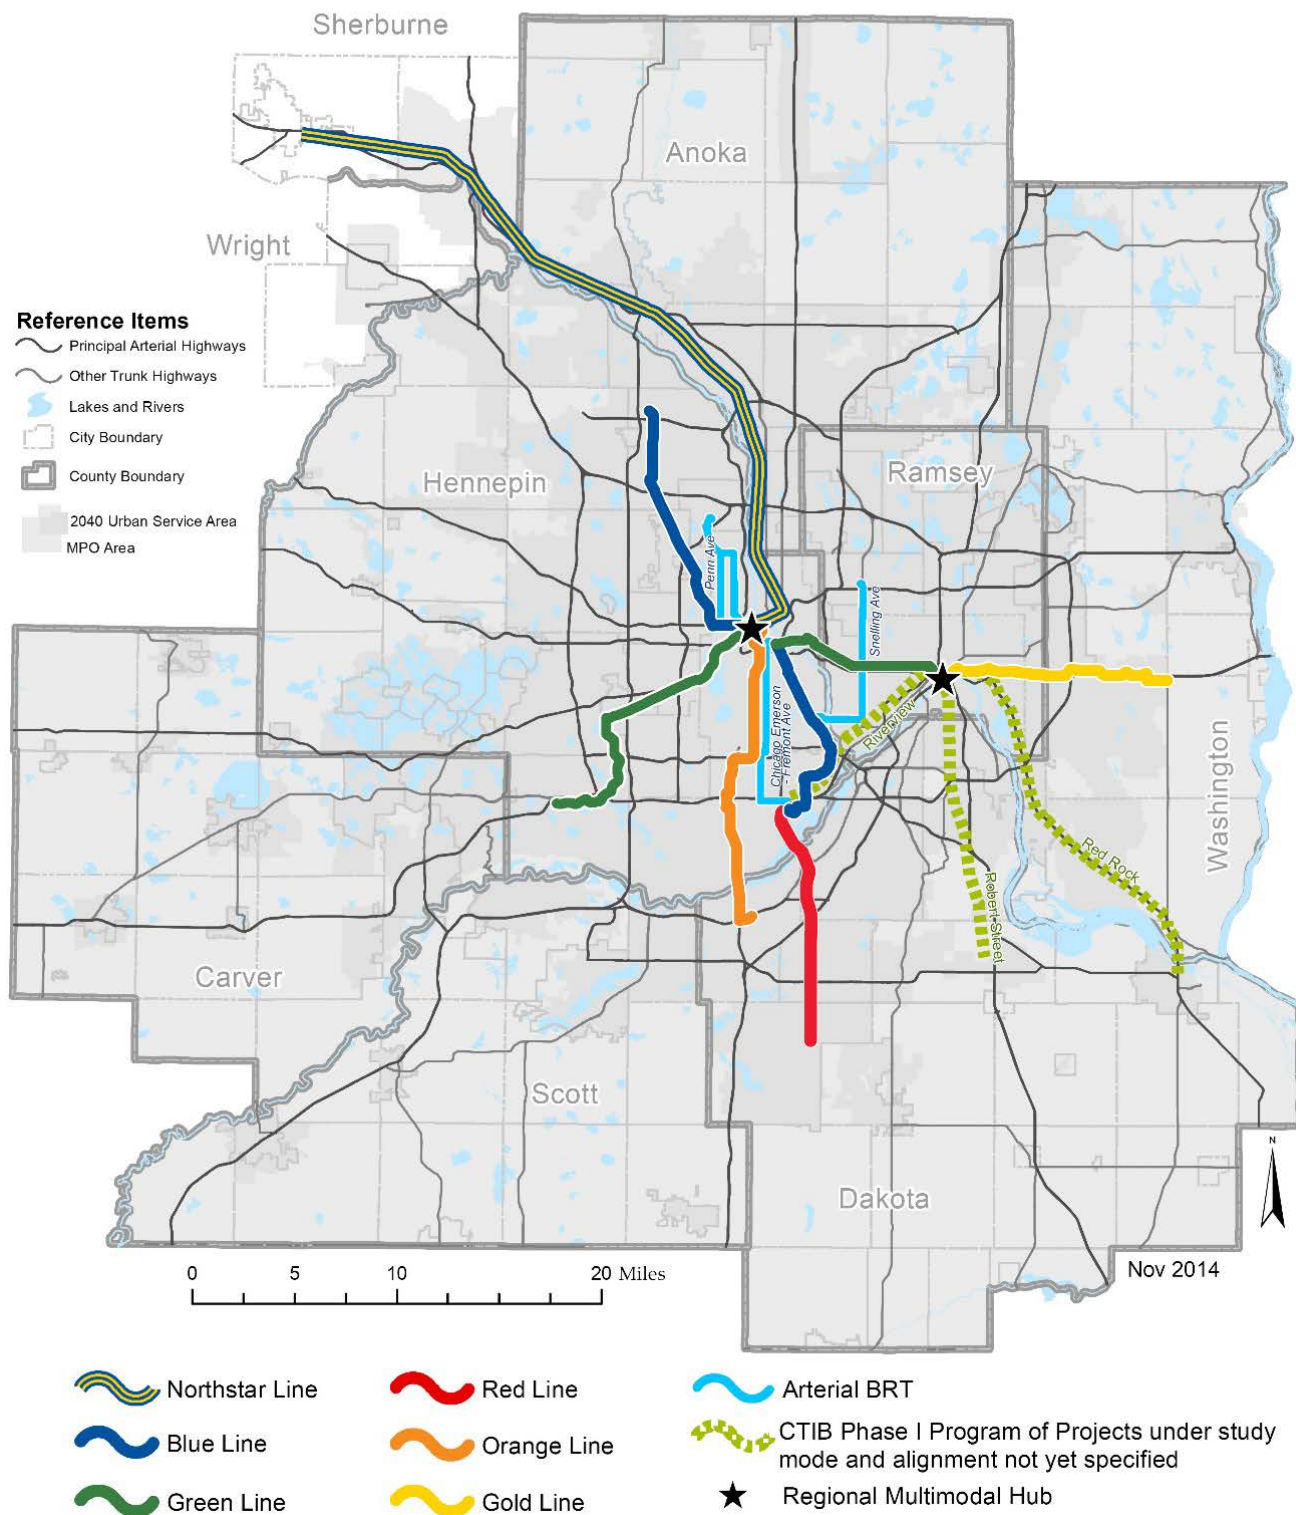 Sherburne
Anoka
Wright
Reference Items
Principal Arterial Highways
Other Trunk Highways
Lakes and Rivers
City Boundary
County Boundary
2040 Urban Service Area
MPO Area
Hennepin
Ramsey
Penn Ave
Snelling Ave
Riverview
Chicago Emerson
- Fremont Ave
Washington
Red Rock
Robert Street
Carver
Scott
Dakota
N
Nov 2014
0 5 10 20 Miles
Northstar Line
Red Line
Arterial BRT
Blue Line
Orange Line
CTIB Phase I Program of Projects under study
mode and alignment not yet specified
Green Line
Gold Line
Regional Multimodal Hub